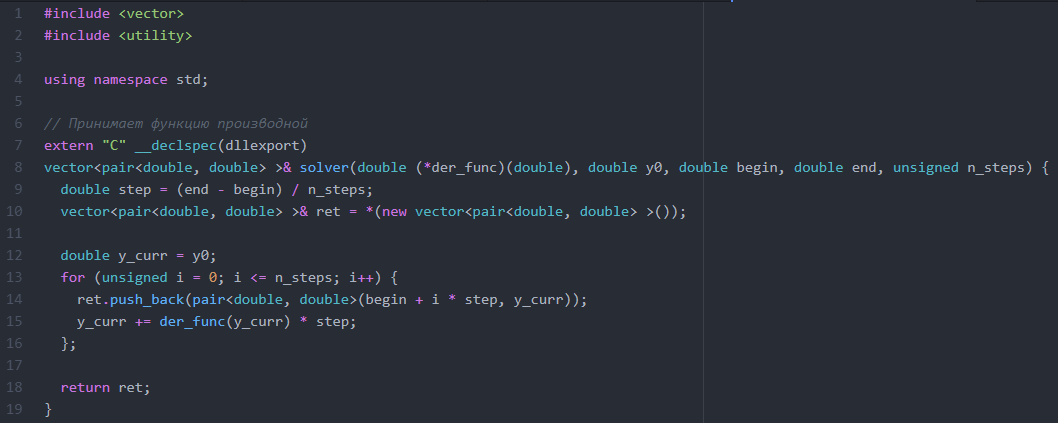 1 #include <vector>
2 #include <utility>
3
4 using namespace std;
5
6 // Принимает функцию производной
7 extern "C" __declspec(dllexport)
8 vector<pair<double, double> >& solver(double (*der_func)(double), double y0, double begin, double end, unsigned n_steps) {
9   double step = (end - begin) / n_steps;
10   vector<pair<double, double> >& ret = *(new vector<pair<double, double> >());
11
12   double y_curr = y0;
13   for (unsigned i = 0; i <= n_steps; i++) {
14     ret.push_back(pair<double, double>(begin + i * step, y_curr));
15     y_curr += der_func(y_curr) * step;
16   };
17
18   return ret;
19 }